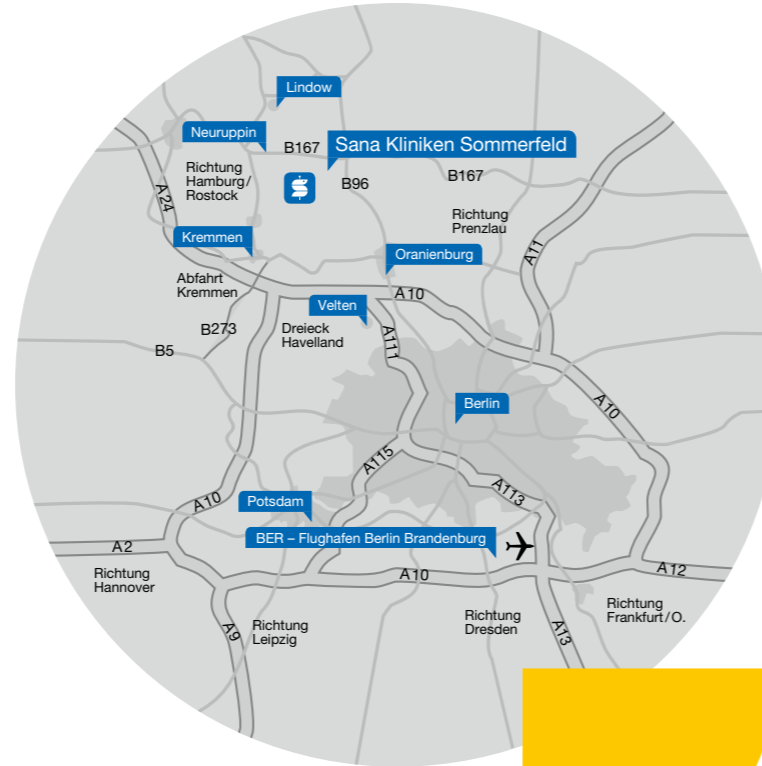 Lindow
Neuruppin
B167
Sana Kliniken Sommerfeld
Richtung
Hamburg/
Rostock
A24
B96
B167
Richtung
Prenzlau
Kremmen
Oranienburg
A11
Abfahrt
Kremmen
Velten
A10
B273
Dreieck
Havelland
B5
A111
Berlin
A10
A115
A113
A10
Potsdam
BER – Flughafen Berlin Brandenburg
A2
A10
A12
Richtung
Hannover
A9
Richtung
Leipzig
Richtung
Dresden
A13
Richtung
Frankfurt/O.